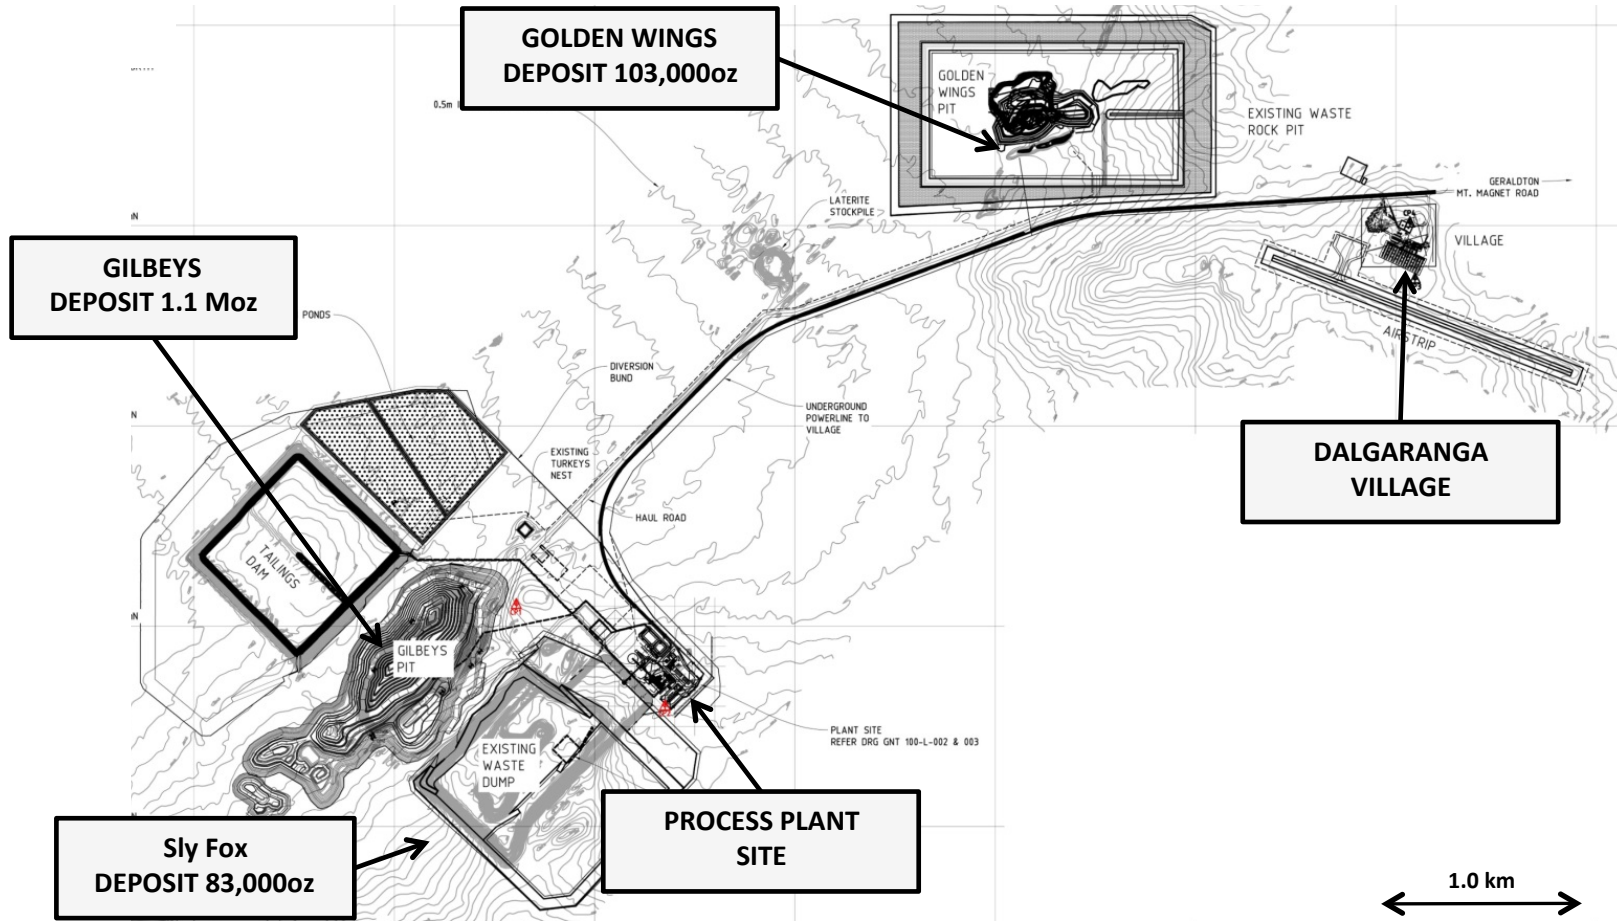 GOLDEN WINGS
DEPOSIT 103,000oz
GOLDEN
WINGS
PIT
0.5m
EXISTING WASTE
ROCK PIT
GERALDTON
MT. MAGNET ROAD
LATERITE
STOCKPILE
CP4
VILLAGE
GILBEYS
DEPOSIT 1.1 Moz
PONDS
AIRSTRIP
DIVERSION
BUND
UNDERGROUND
POWERLINE TO
VILLAGE
DALGARANGA
VILLAGE
EXISTING
TURKEYS
NEST
HAUL ROAD
TAILINGS
DAM
GILBEYS
PIT
PLANT SITE
REFER DRG GNT 100-L-002 & 003
EXISTING
WASTE
DUMP
PROCESS PLANT
SITE
Sly Fox
DEPOSIT 83,000oz
1.0 km